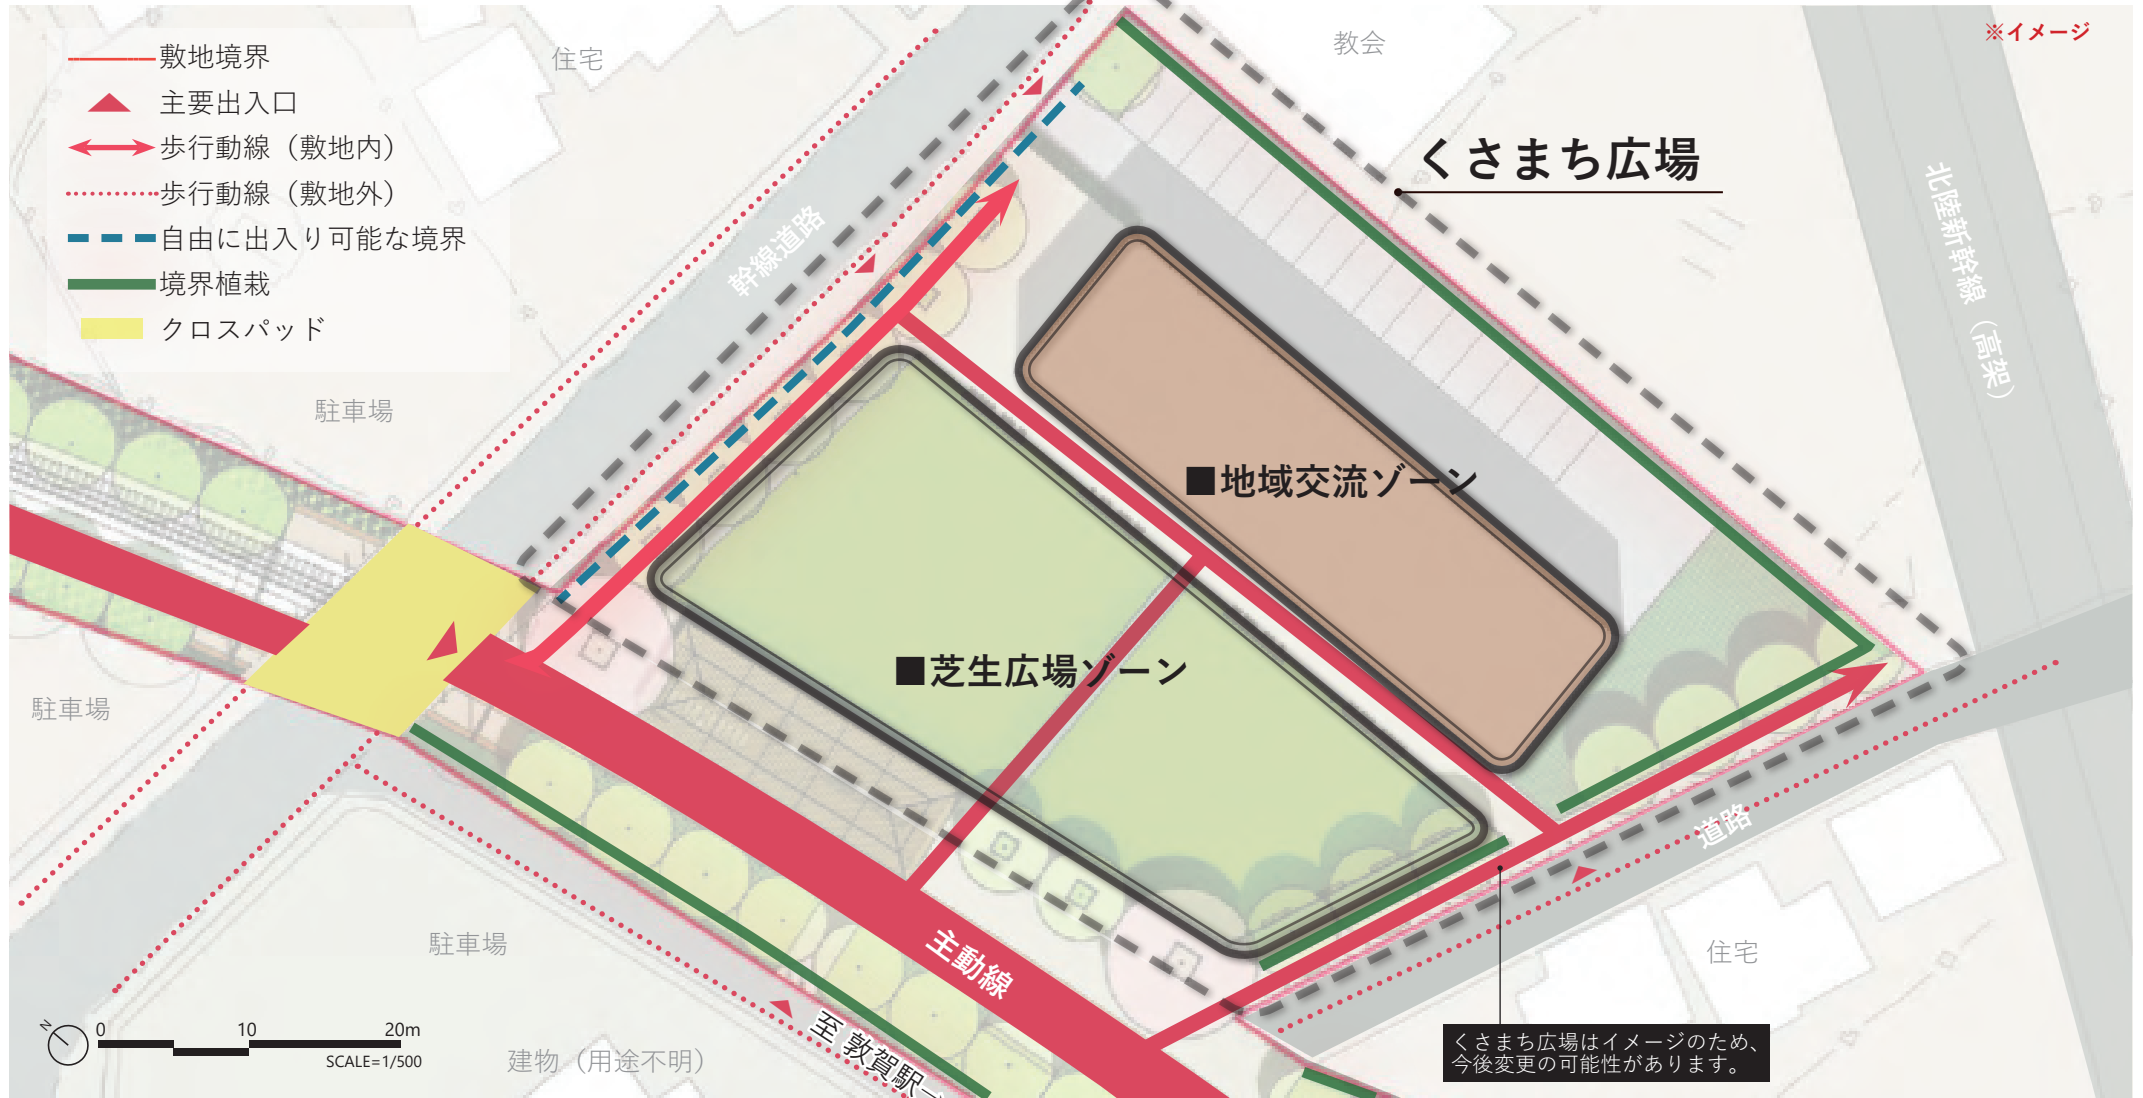 ※イメージ
敷地境界
主要出入口
歩行動線（敷地内）
歩行動線（敷地外）
自由に出入り可能な境界
境界植栽
クロスパッド
住宅
教会
くさまち広場
幹線道路
北陸新幹線（高架）
駐車場
■地域交流ゾーン
■芝生広場ゾーン
駐車場
道路
駐車場
主動線
住宅
至 敦賀駅
くさまち広場はイメージのため、
今後変更の可能性があります。
建物（用途不明）
N
0 10 20m
SCALE=1/500